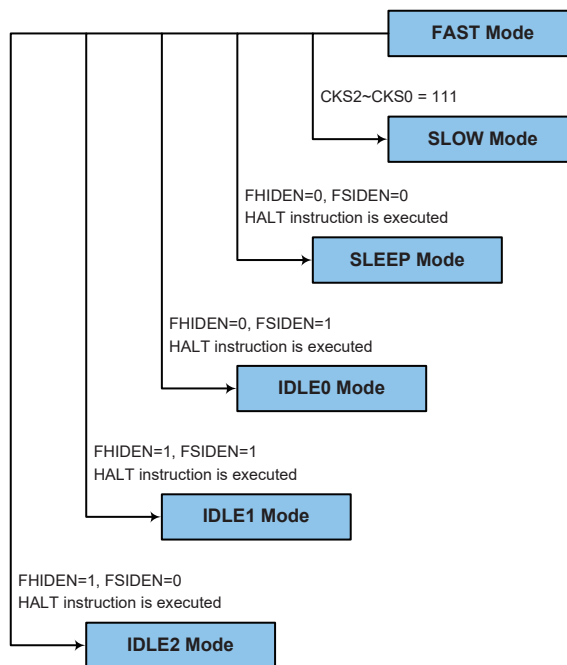 FAST Mode
CKS2~CKS0 = 111
SLOW Mode
FHIDEN=0, FSIDEN=0
HALT instruction is executed
SLEEP Mode
FHIDEN=0, FSIDEN=1
HALT instruction is executed
IDLE0 Mode
FHIDEN=1, FSIDEN=1
HALT instruction is executed
IDLE1 Mode
FHIDEN=1, FSIDEN=0
HALT instruction is executed
IDLE2 Mode